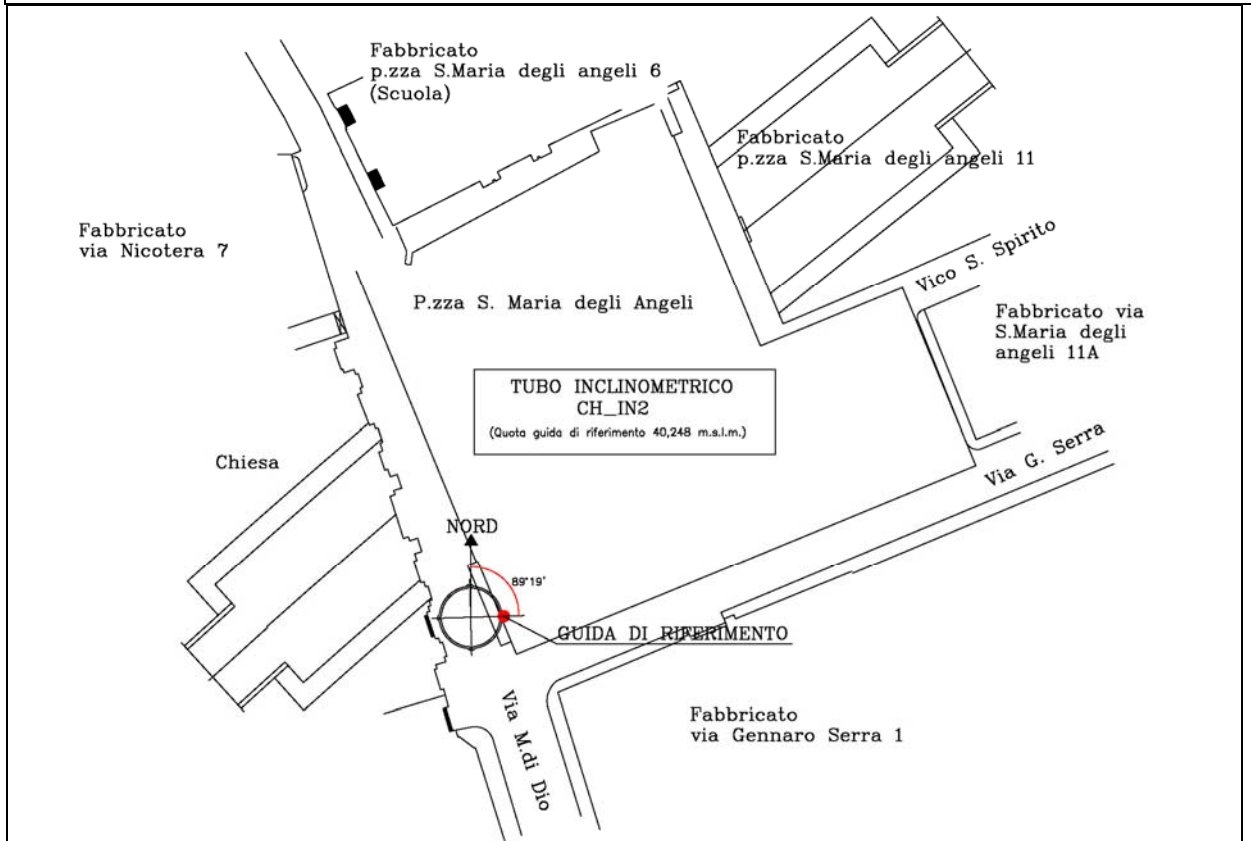 Fabbricato
p.zza S.Maria degli angeli 6
(Scuola)
Fabbricato
p.zza S.Maria degli angeli 11
Fabbricato
via Nicotera 7
Vico S. Spirito
P.zza S. Maria degli Angeli
Fabbricato via
S.Maria degli
angeli 11A
TUBO INCLINOMETRICO
CH_IN2
(Quota guida di riferimento 40,248 m.s.l.m.)
Chiesa
Via G. Serra
NORD
89°19'
GUIDA DI RIFERIMENTO
Via M.di Dio
Fabbricato
via Gennaro Serra 1